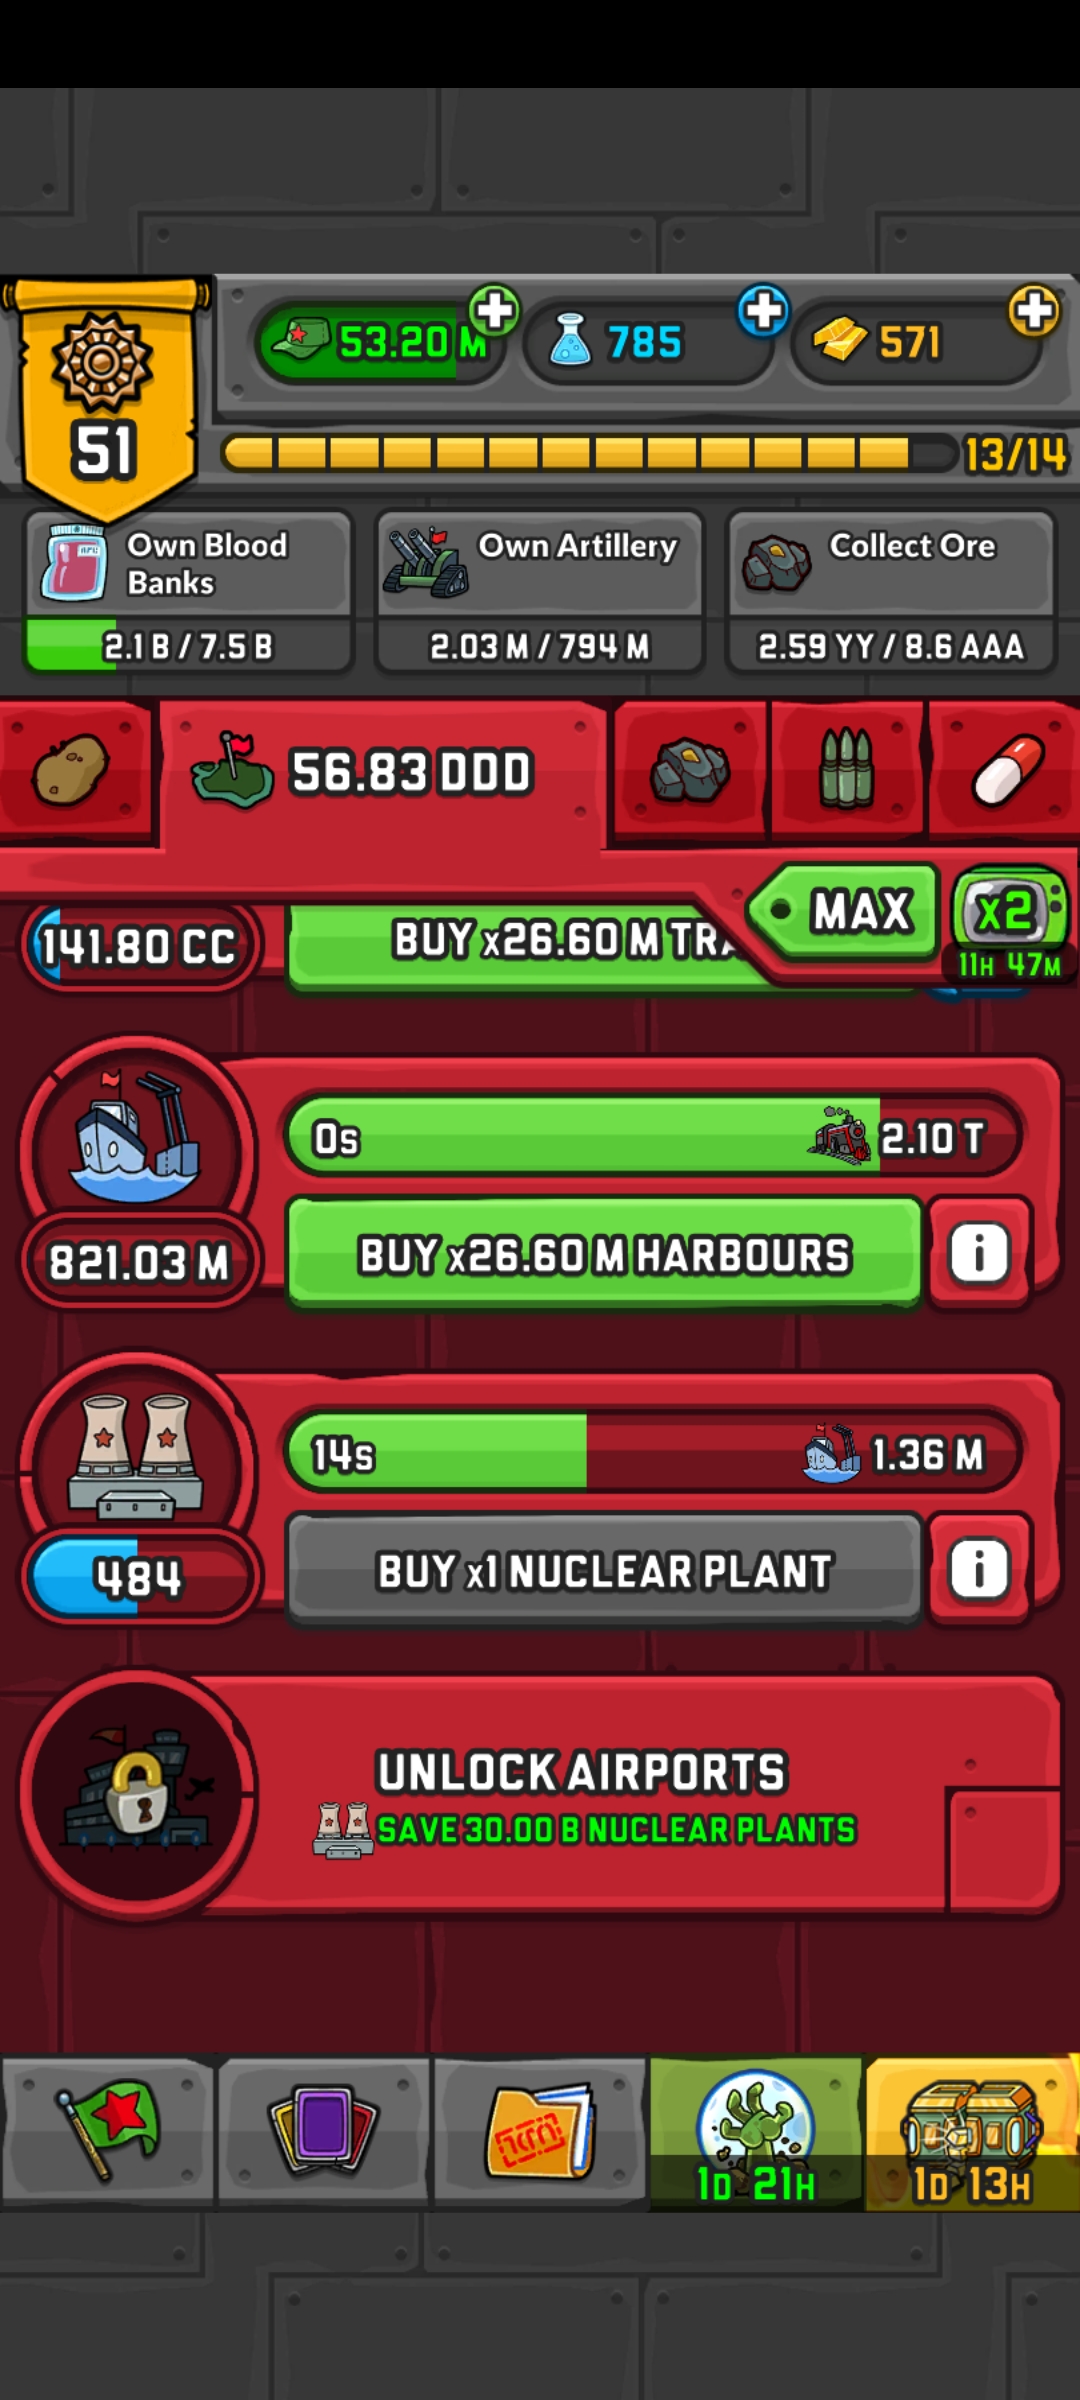 53.20 M
785
571
51
13/14
Own Blood
Banks
2.1 B / 7.5 B
Own Artillery
2.03 M / 794 M
Collect Ore
2.59 YY / 8.6 AAA
56.83 DDD
MAX
x2
11H 47M
141.80 CC
BUY x26.60 M
0s
2.10 T
821.03 M
BUY x26.60 M HARBOURS
i
14s
1.36 M
484
BUY x1 NUCLEAR PLANT
i
UNLOCK AIRPORTS
SAVE 30.00 B NUCLEAR PLANTS
1D 21H
1D 13H